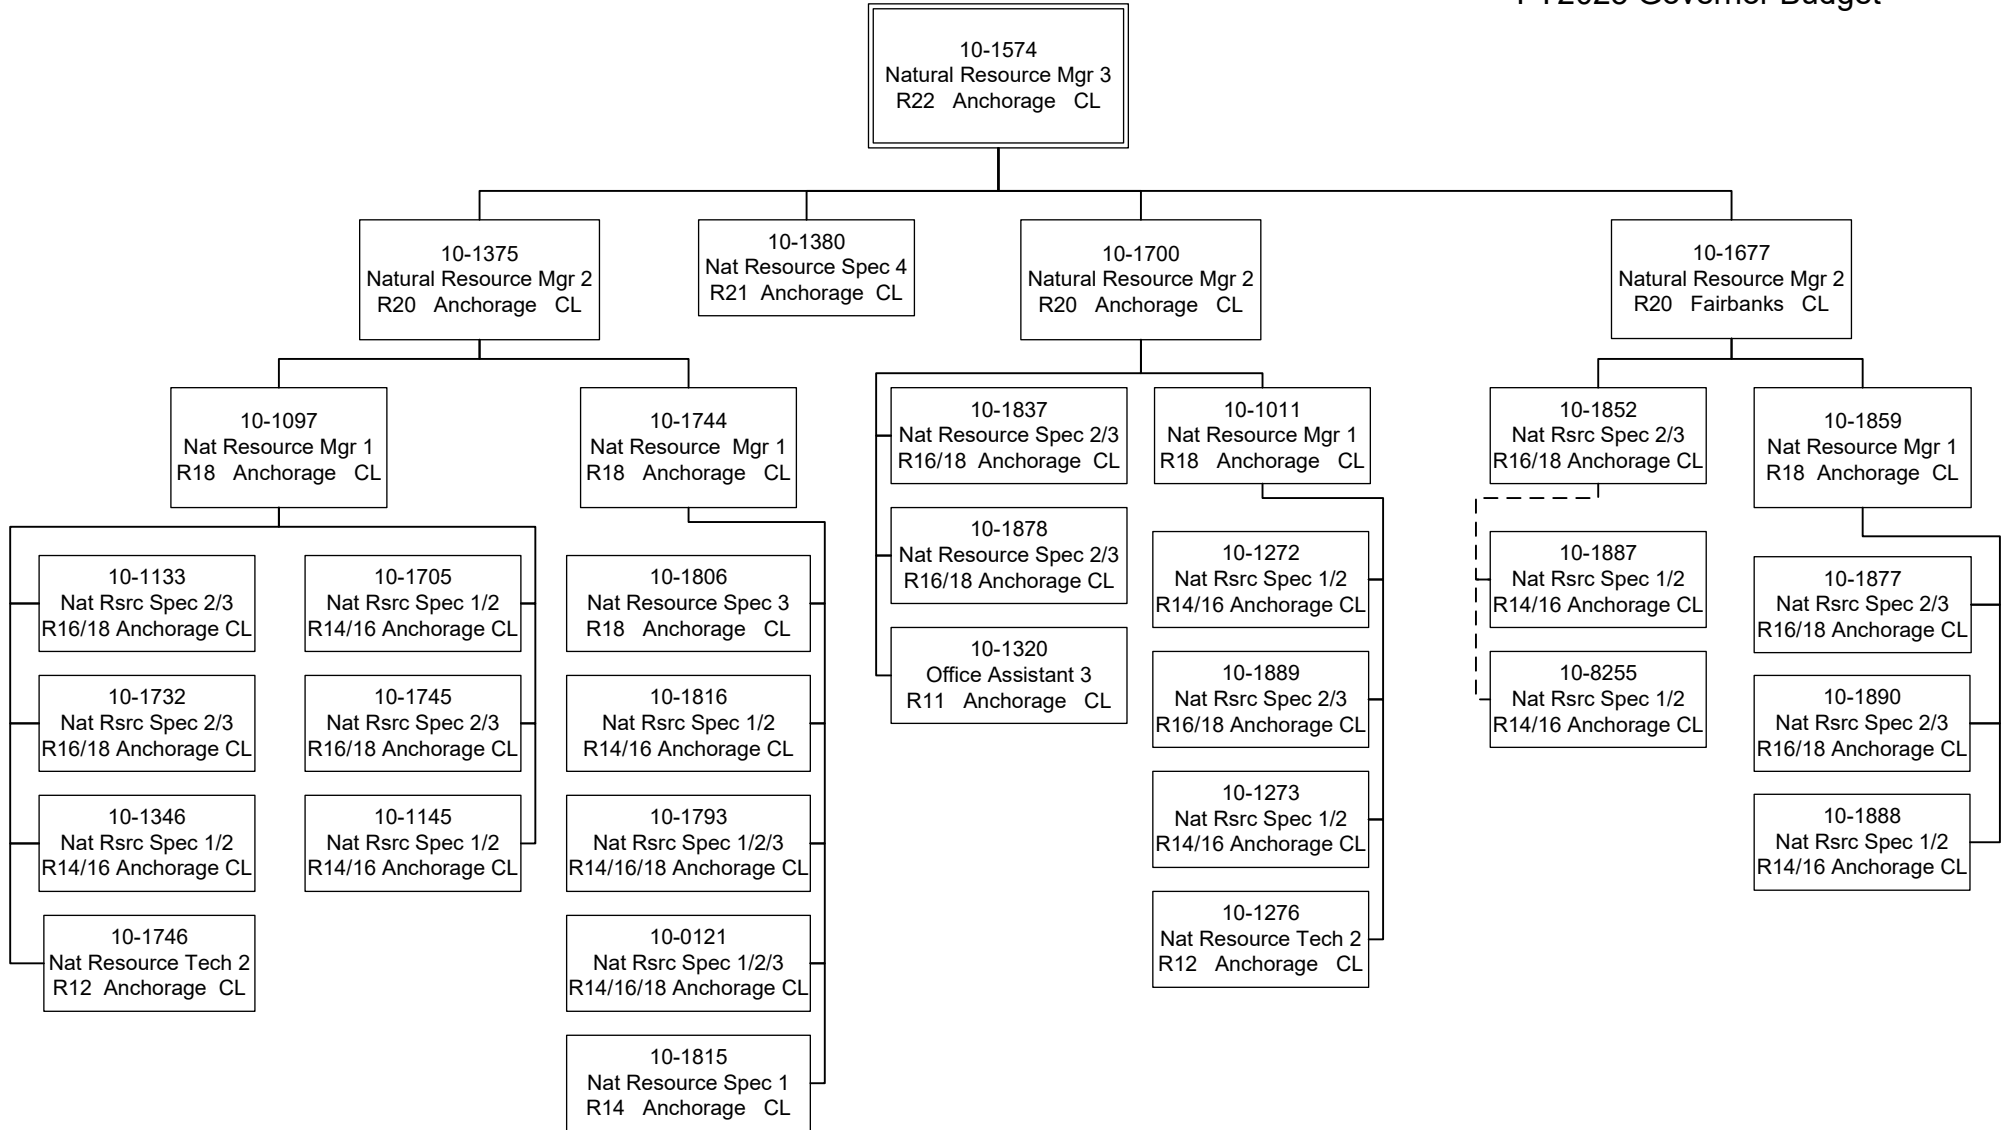 Governor Budget
10-1574
Natural Resource Mgr 3
R22 Anchorage CL
10-1375
Natural Resource Mgr 2
R20 Anchorage CL
10-1380
Nat Resource Spec 4
R21 Anchorage CL
10-1700
Natural Resource Mgr 2
R20 Anchorage CL
10-1677
Natural Resource Mgr 2
R20 Fairbanks CL
10-1097
Nat Resource Mgr 1
R18 Anchorage CL
10-1744
Nat Resource Mgr 1
R18 Anchorage CL
10-1837
Nat Resource Spec 2/3
R16/18 Anchorage CL
10-1011
Nat Resource Mgr 1
R18 Anchorage CL
10-1852
Nat Rsrc Spec 2/3
R16/18 Anchorage CL
10-1859
Nat Resource Mgr 1
R18 Anchorage CL
10-1133
Nat Rsrc Spec 2/3
R16/18 Anchorage CL
10-1705
Nat Rsrc Spec 1/2
R14/16 Anchorage CL
10-1806
Nat Resource Spec 3
R18 Anchorage CL
10-1878
Nat Resource Spec 2/3
R16/18 Anchorage CL
10-1272
Nat Rsrc Spec 1/2
R14/16 Anchorage CL
10-1887
Nat Rsrc Spec 1/2
R14/16 Anchorage CL
10-1877
Nat Rsrc Spec 2/3
R16/18 Anchorage CL
10-1732
Nat Rsrc Spec 2/3
R16/18 Anchorage CL
10-1745
Nat Rsrc Spec 2/3
R16/18 Anchorage CL
10-1816
Nat Rsrc Spec 1/2
R14/16 Anchorage CL
10-1320
Office Assistant 3
R11 Anchorage CL
10-1889
Nat Rsrc Spec 2/3
R16/18 Anchorage CL
10-8255
Nat Rsrc Spec 1/2
R14/16 Anchorage CL
10-1890
Nat Rsrc Spec 2/3
R16/18 Anchorage CL
10-1346
Nat Rsrc Spec 1/2
R14/16 Anchorage CL
10-1145
Nat Rsrc Spec 1/2
R14/16 Anchorage CL
10-1793
Nat Rsrc Spec 1/2/3
R14/16/18 Anchorage CL
10-1273
Nat Rsrc Spec 1/2
R14/16 Anchorage CL
10-1888
Nat Rsrc Spec 1/2
R14/16 Anchorage CL
10-1746
Nat Resource Tech 2
R12 Anchorage CL
10-0121
Nat Rsrc Spec 1/2/3
R14/16/18 Anchorage CL
10-1276
Nat Resource Tech 2
R12 Anchorage CL
10-1815
Nat Resource Spec 1
R14 Anchorage CL